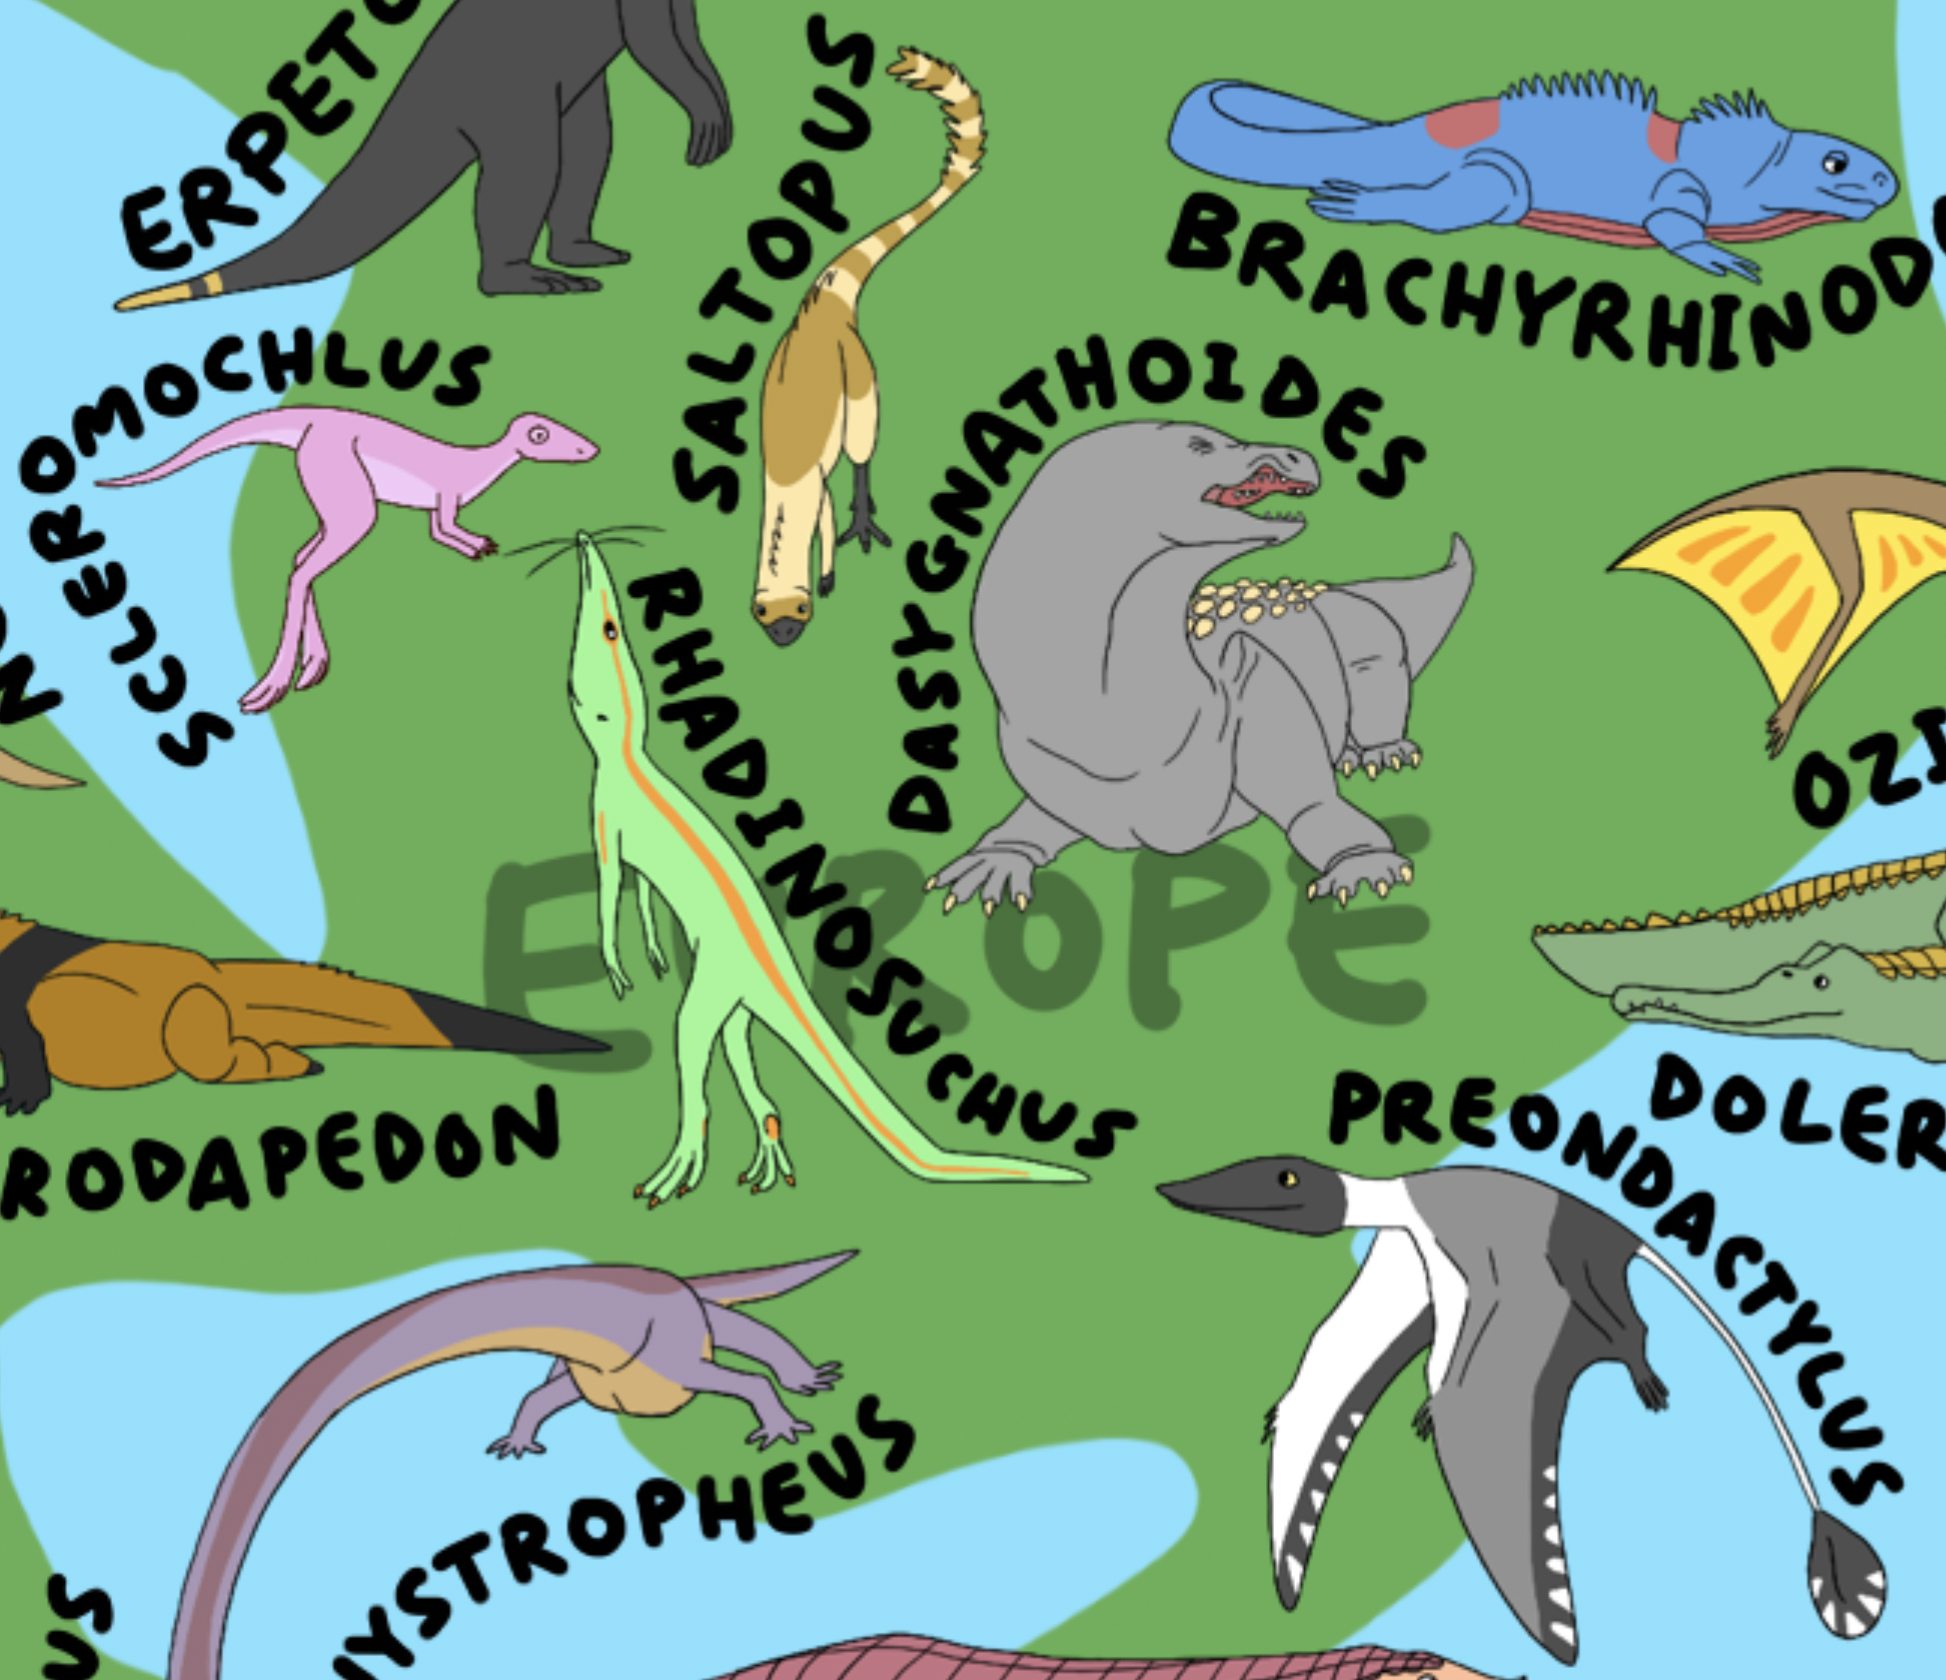 ERPETO
SALTOPUS
BRACHYRHINOD
SCLEROMOCHLUS
DASYGNATHOIDES
RHADINOSUCHUS
OZI
N
EUROPE
DOLER
RODAPEDON
PREONDACTYLUS
YSTROPHEUS
US